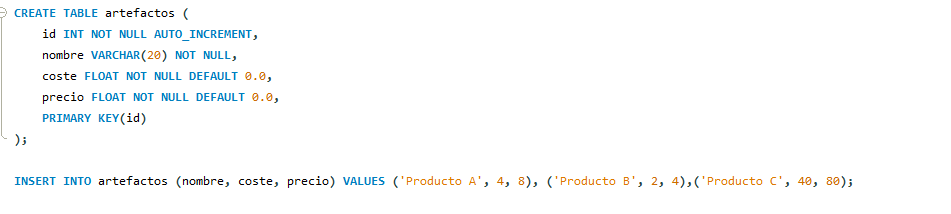 CREATE TABLE artefactos (
    id INT NOT NULL AUTO_INCREMENT,
    nombre VARCHAR(20) NOT NULL,
    coste FLOAT NOT NULL DEFAULT 0.0,
    precio FLOAT NOT NULL DEFAULT 0.0,
    PRIMARY KEY(id)
);
INSERT INTO artefactos (nombre, coste, precio) VALUES ('Producto A', 4, 8), ('Producto B', 2, 4),('Producto C', 40, 80);